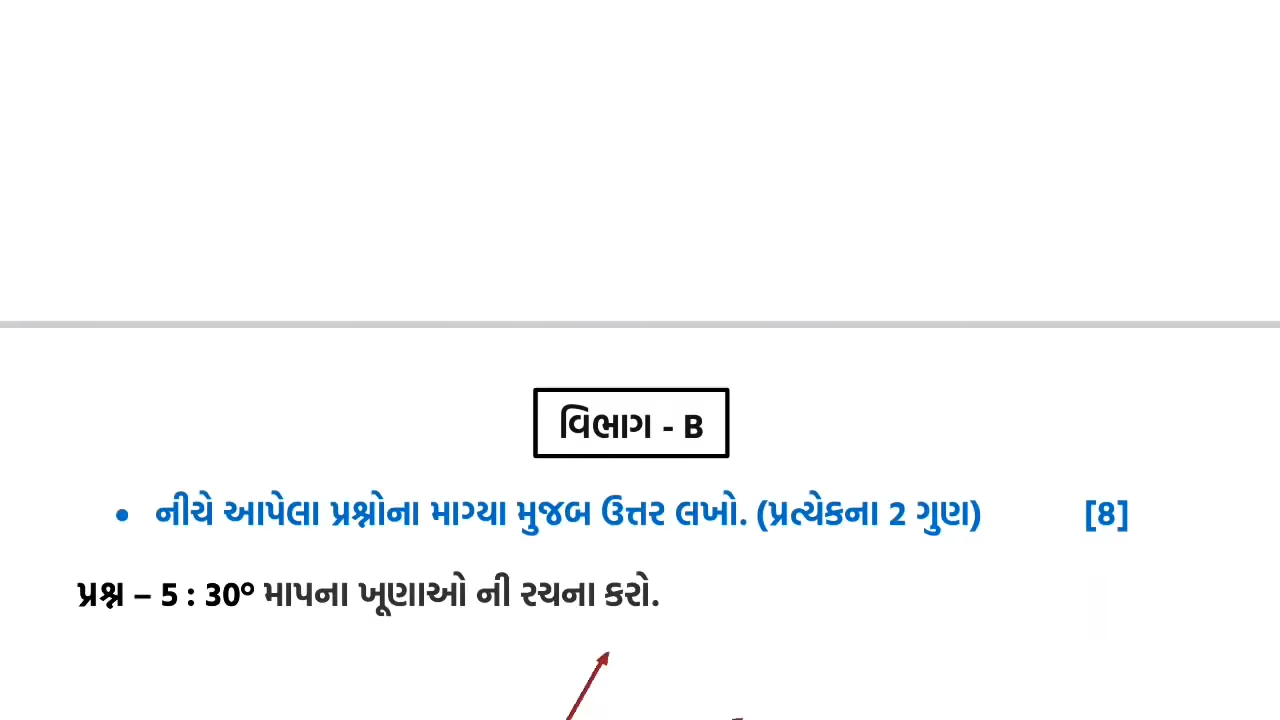 વિભાગ - B
• નીચે આપેલા પ્રશ્નોના માગ્યા મુજબ ઉત્તર લખો. (પ્રત્યેકના 2 ગુણ) [8]
પ્રશ્ન – 5 : 30° માપના ખૂણાઓ ની રચના કરો.